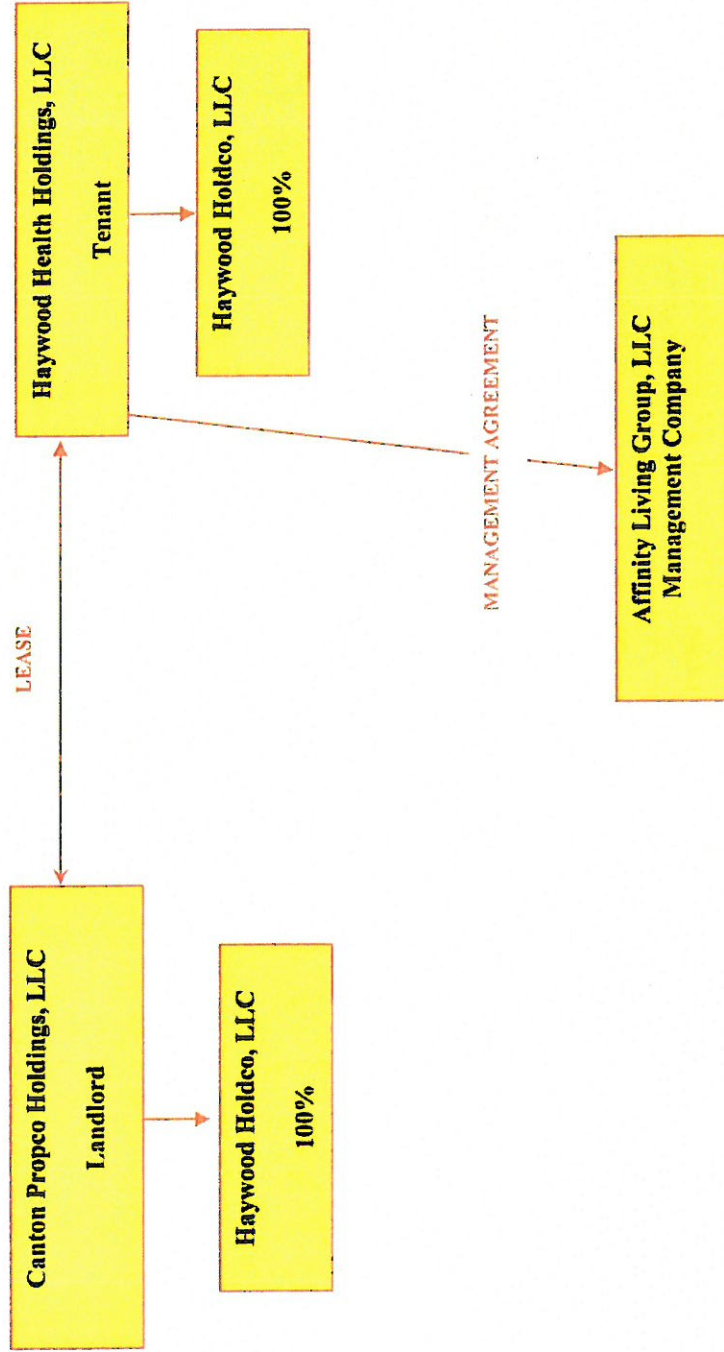 LEASE
Canton Propco Holdings, LLC
Landlord
Haywood Health Holdings, LLC
Tenant
Haywood Holdco, LLC
100%
Haywood Holdco, LLC
100%
MANAGEMENT AGREEMENT
Affinity Living Group, LLC
Management Company